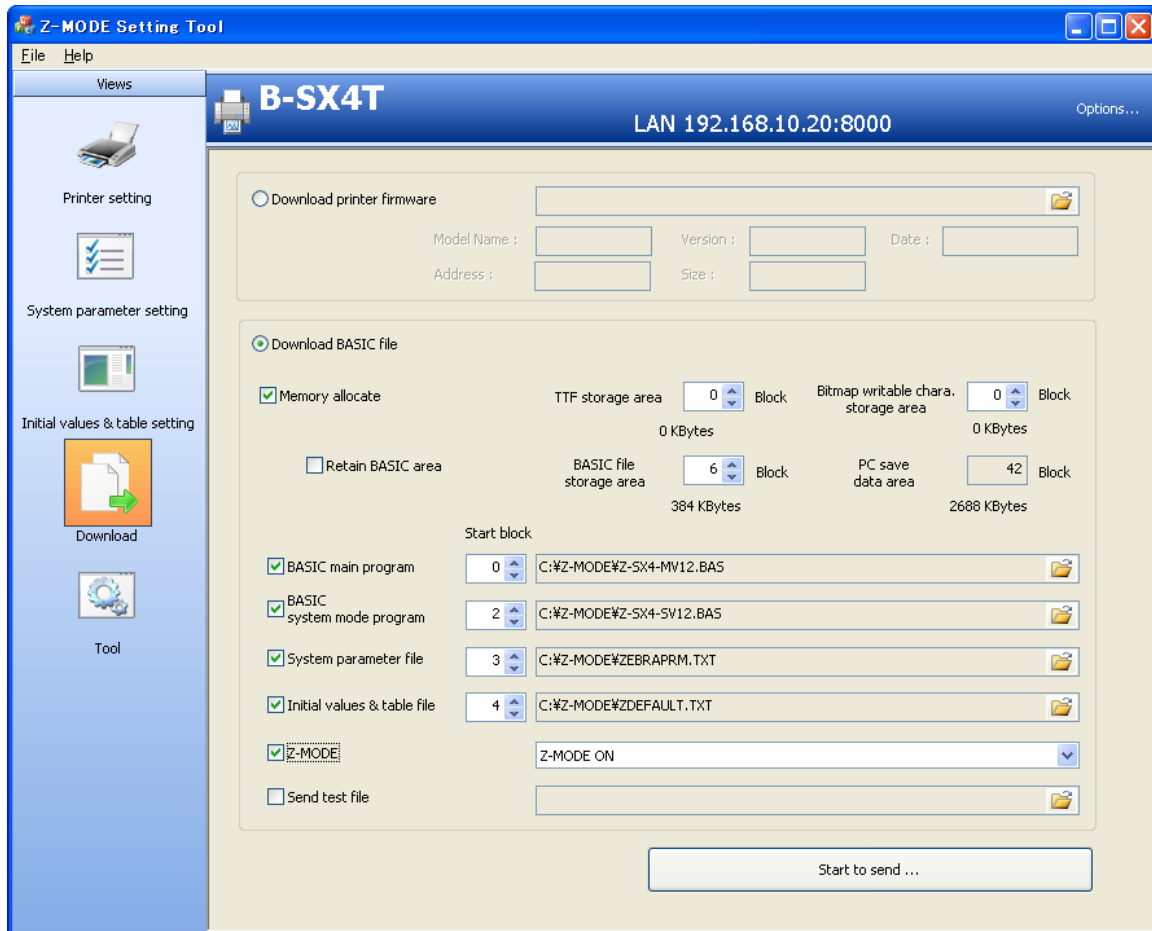 Z-MODE Setting Tool
File Help
Views
B-SX4T
LAN 192.168.10.20:8000
Options...
Printer setting
System parameter setting
Initial values & table setting
Download
Tool
Download printer firmware
Model Name : Version : Date :
Address : Size :
Download BASIC file
Memory allocate
TTF storage area 0 Block
0 KBytes
Bitmap writable chara.
storage area 0 Block
0 KBytes
Retain BASIC area
BASIC file
storage area 6 Block
384 KBytes
PC save
data area 42 Block
2688 KBytes
Start block
BASIC main program 0 C:¥Z-MODE¥Z-SX4-MV12.BAS
BASIC
system mode program 2 C:¥Z-MODE¥Z-SX4-SV12.BAS
System parameter file 3 C:¥Z-MODE¥ZEBRAPRM.TXT
Initial values & table file 4 C:¥Z-MODE¥ZDEFAULT.TXT
Z-MODE Z-MODE ON
Send test file
Start to send ...